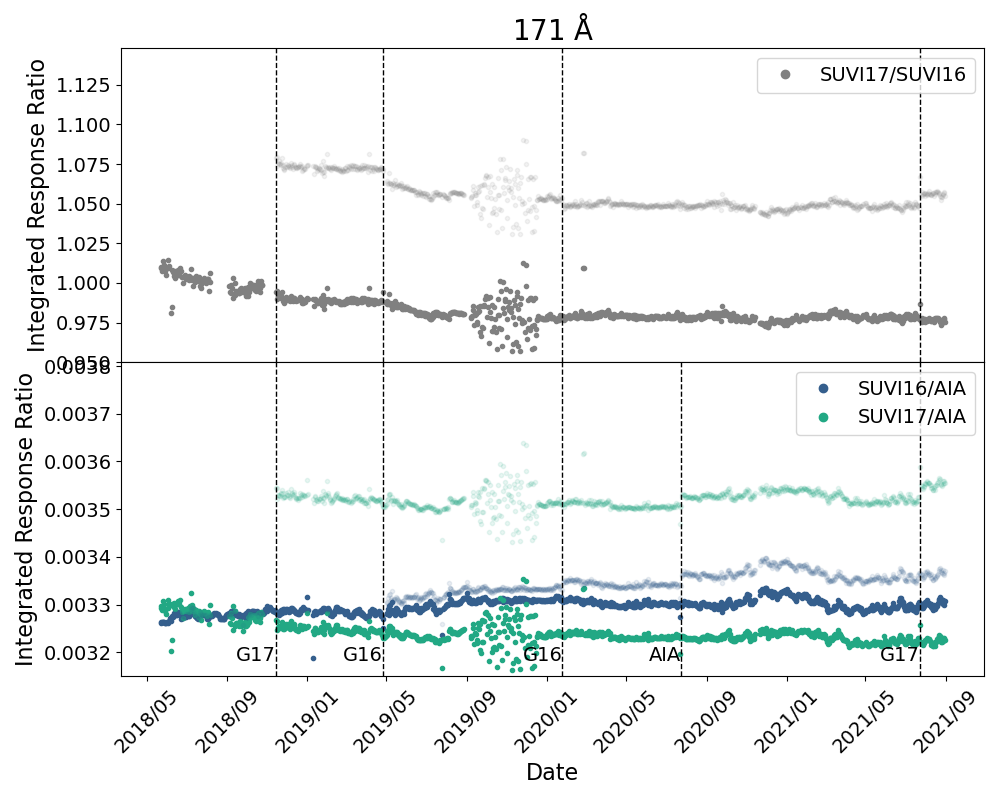 171 Å
Integrated Response Ratio
1.125
1.100
1.075
1.050
1.025
1.000
0.975
0.950
SUVI17/SUVI16
Integrated Response Ratio
0.0038
0.0037
0.0036
0.0035
0.0034
0.0033
0.0032
SUVI16/AIA
SUVI17/AIA
G17 G16 G16 AIA G17
2018/05 2018/09 2019/01 2019/05 2019/09 2020/01 2020/05 2020/09 2021/01 2021/05 2021/09
Date